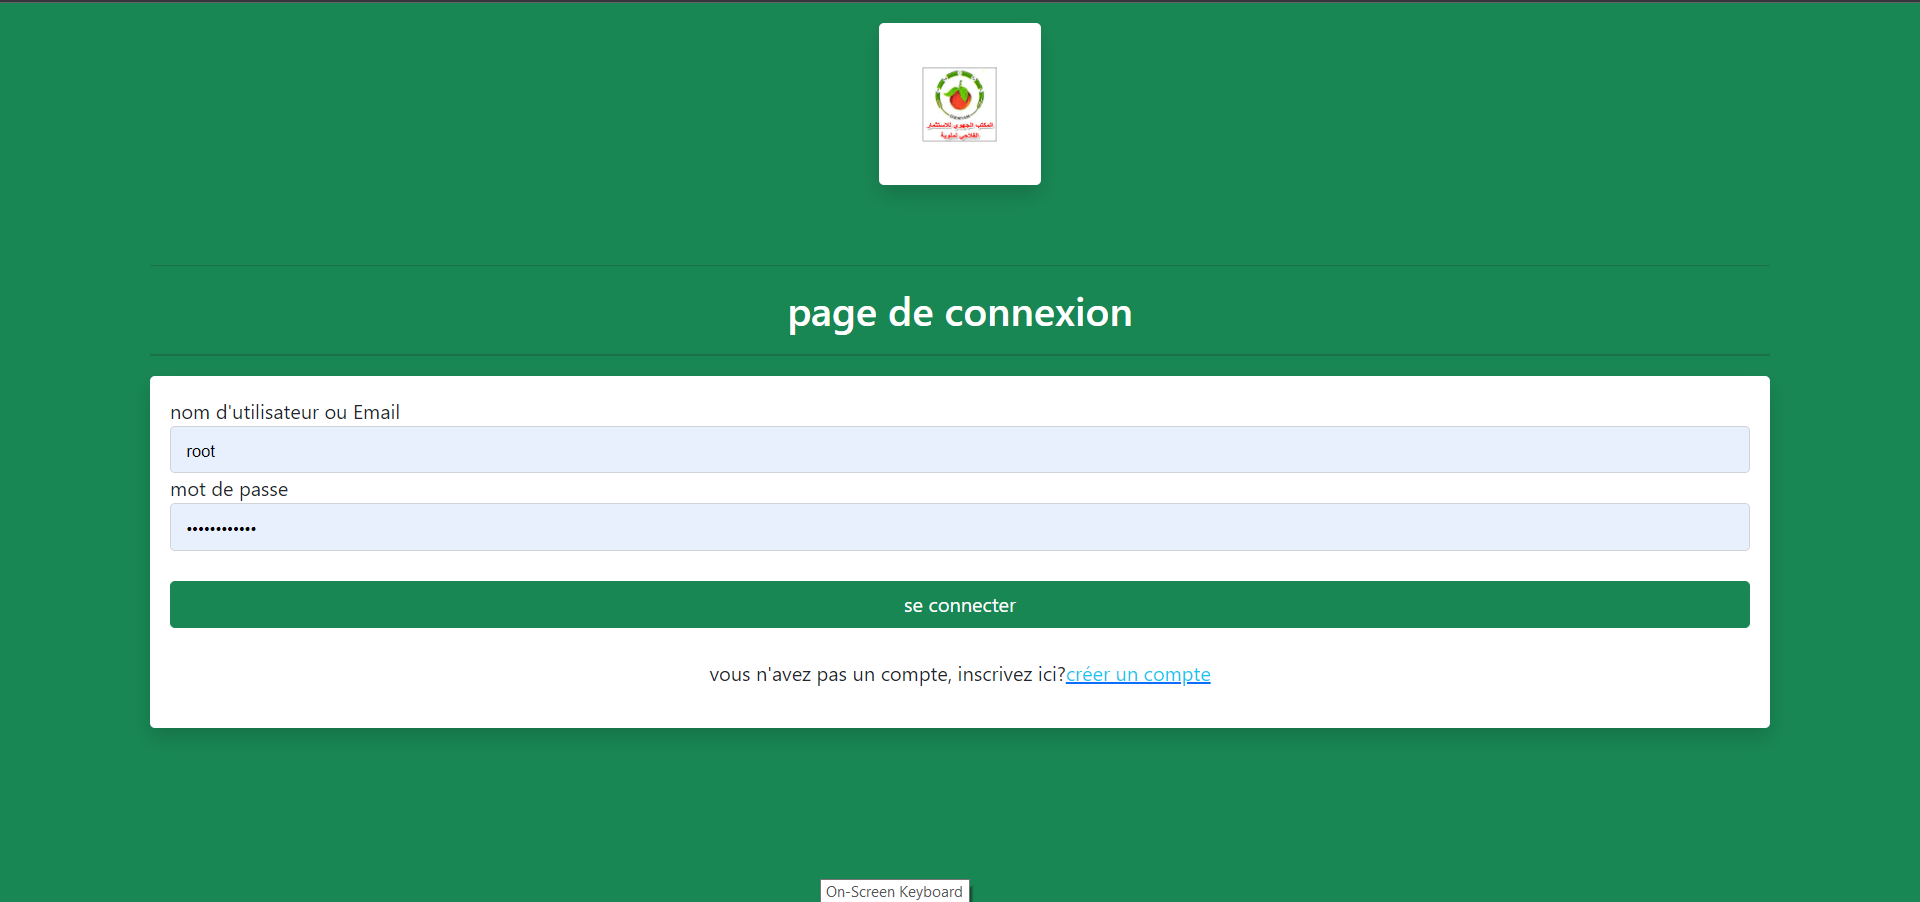 المكتب الجهوي للاستثمار
الفلاحي لملوية
page de connexion
nom d'utilisateur ou Email
root
mot de passe
••••••••••••
se connecter
vous n'avez pas un compte, inscrivez ici?créer un compte
On-Screen Keyboard